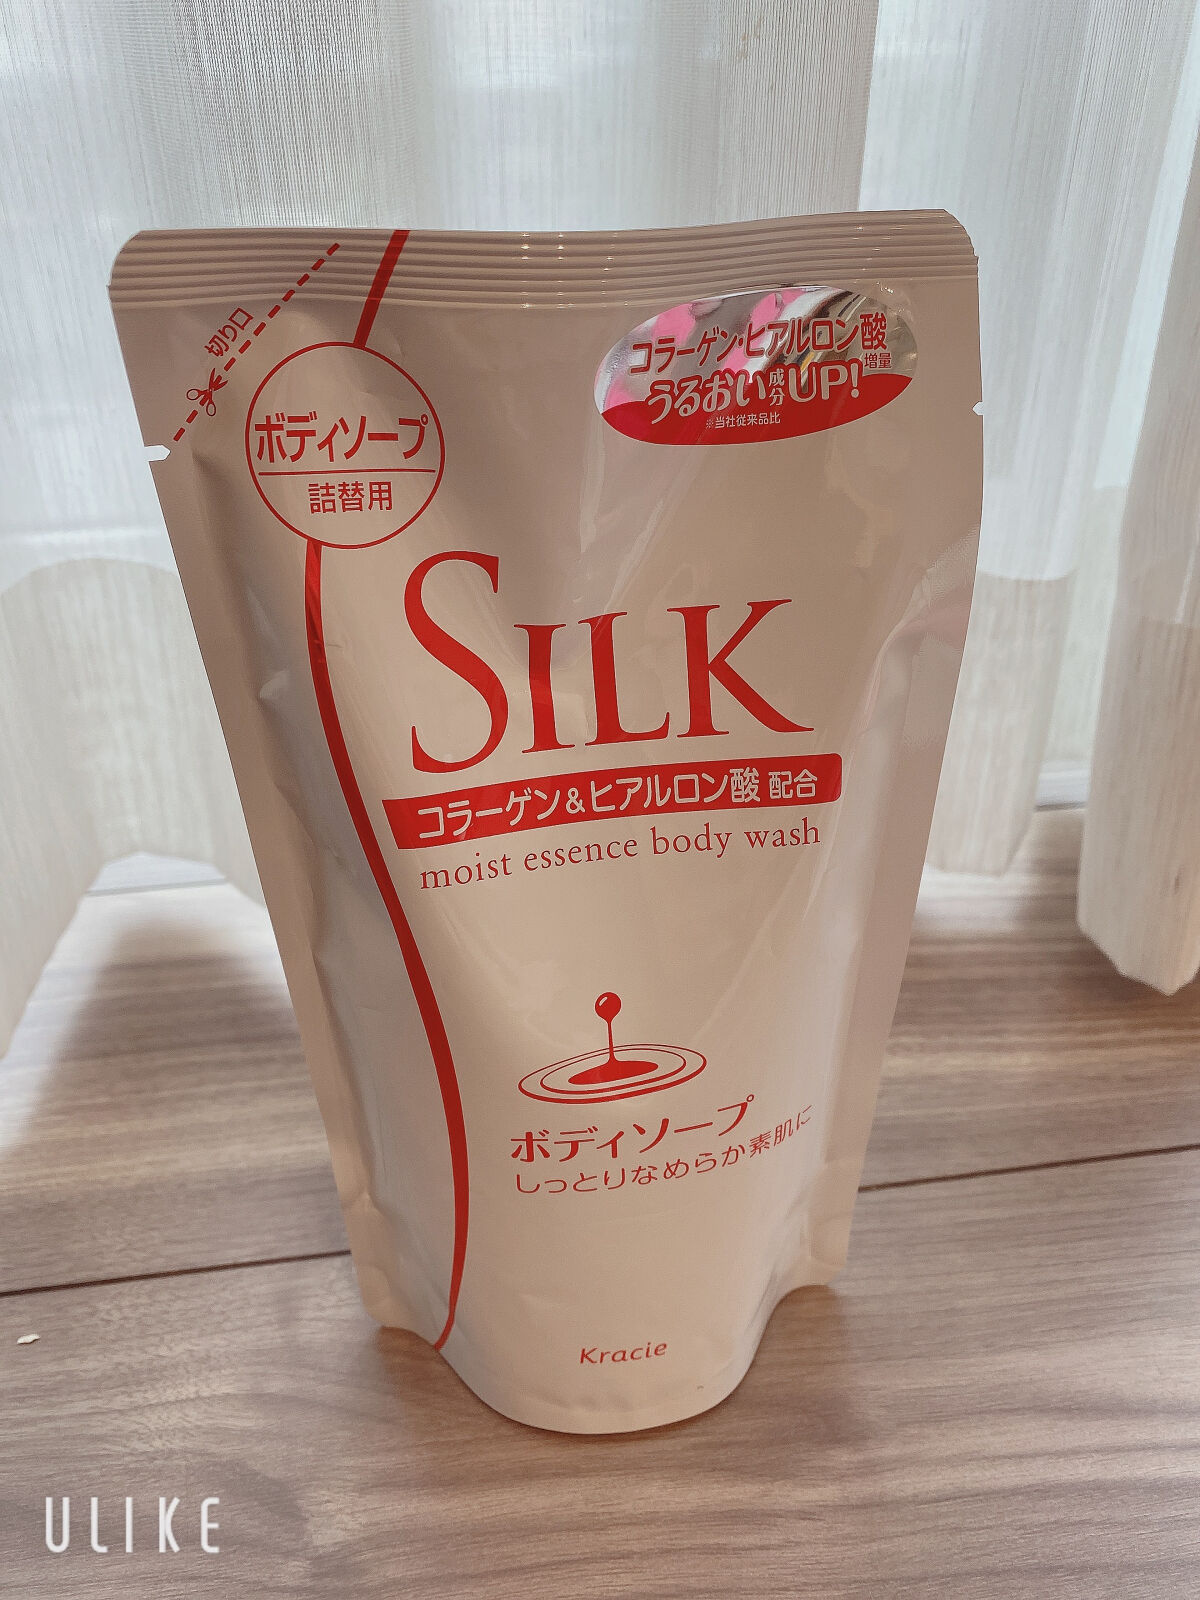 切り口
ボディソープ
詰替用
コラーゲン・ヒアルロン酸
増量
うるおい成分UP!
※当社従来品比
SILK
コラーゲン&ヒアルロン酸 配合
moist essence body wash
ボディソープ
しっとりなめらか素肌に
Kracie
ULIKE